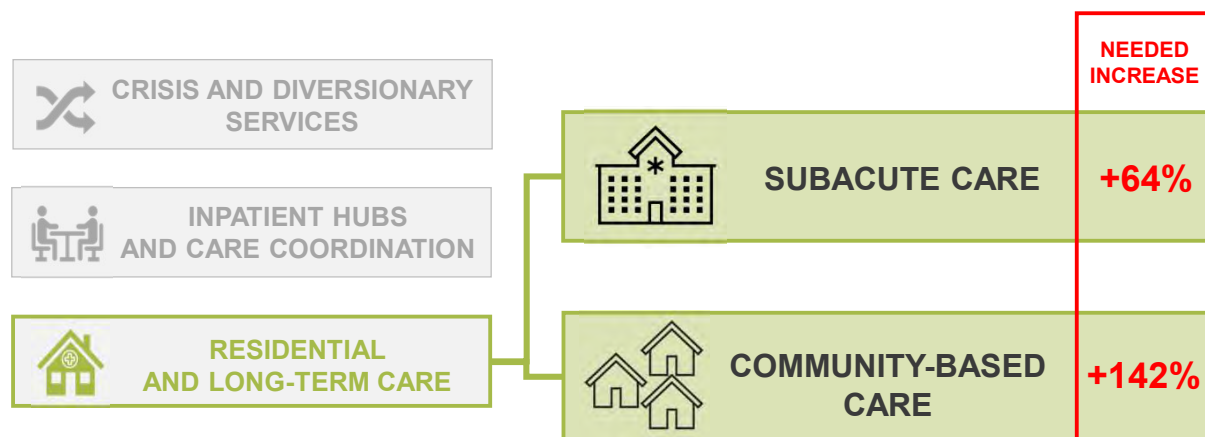 NEEDED
INCREASE
CRISIS AND DIVERSIONARY
SERVICES
SUBACUTE CARE
+64%
INPATIENT HUBS
AND CARE COORDINATION
RESIDENTIAL
AND LONG-TERM CARE
COMMUNITY-BASED
CARE
+142%